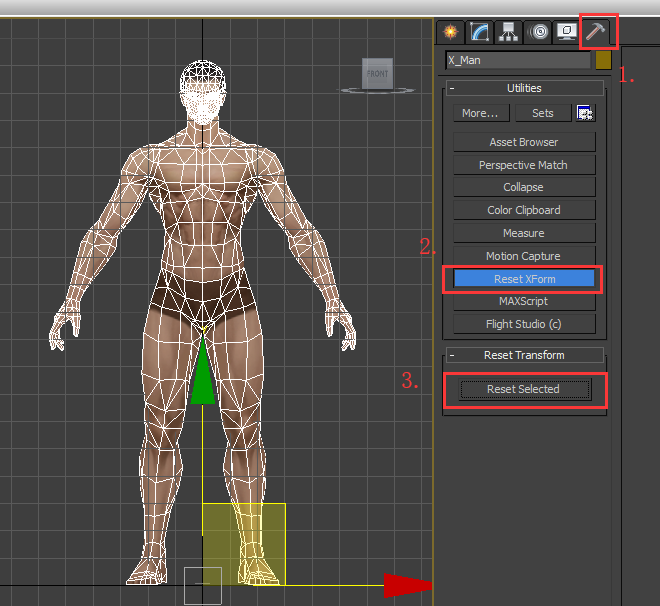 FRONT
1.
X_Man
- Utilities
More... Sets
Asset Browser
Perspective Match
Collapse
Color Clipboard
Measure
2.
Motion Capture
Reset XForm
MAXScript
Flight Studio (c)
- Reset Transform
3.
Reset Selected